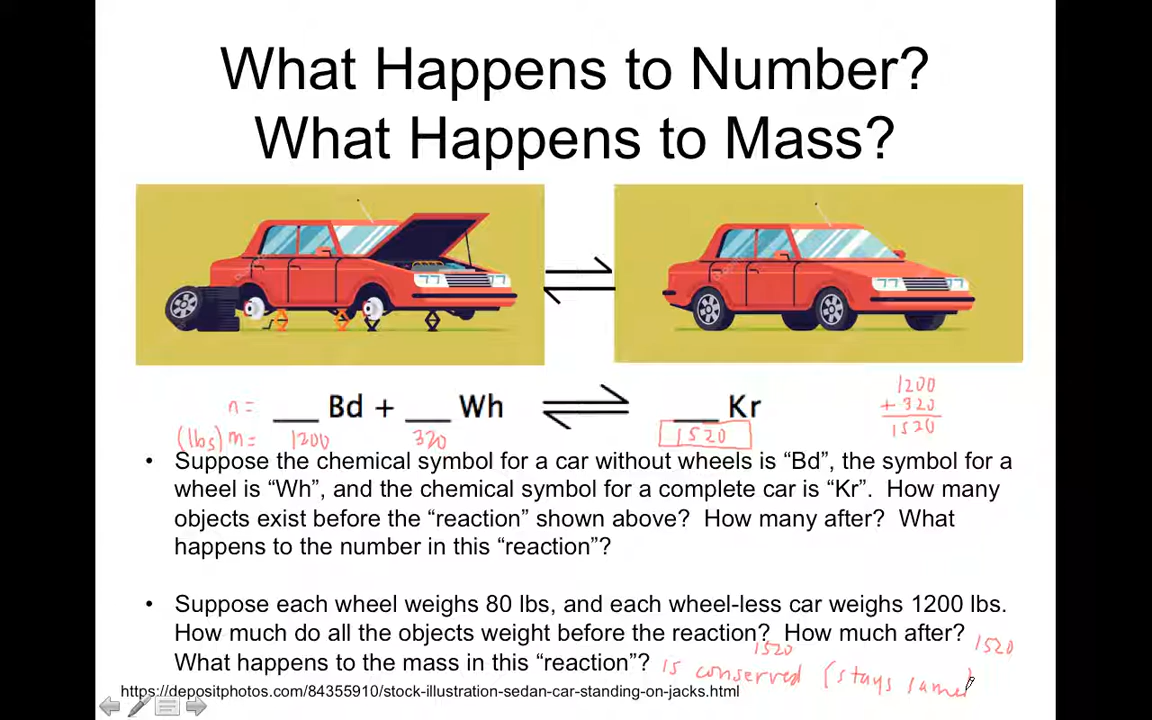 What Happens to Number?
What Happens to Mass?
n = ___ Bd + ___ Wh ___ Kr
1200
+ 320
1520
(lbs) m = 1200 320 1520
• Suppose the chemical symbol for a car without wheels is “Bd”, the symbol for a
wheel is “Wh”, and the chemical symbol for a complete car is “Kr”. How many
objects exist before the “reaction” shown above? How many after? What
happens to the number in this “reaction”?
• Suppose each wheel weighs 80 lbs, and each wheel-less car weighs 1200 lbs.
How much do all the objects weight before the reaction? How much after?
1520 1520
What happens to the mass in this “reaction”? is conserved (stays same)
https://depositphotos.com/84355910/stock-illustration-sedan-car-standing-on-jacks.html